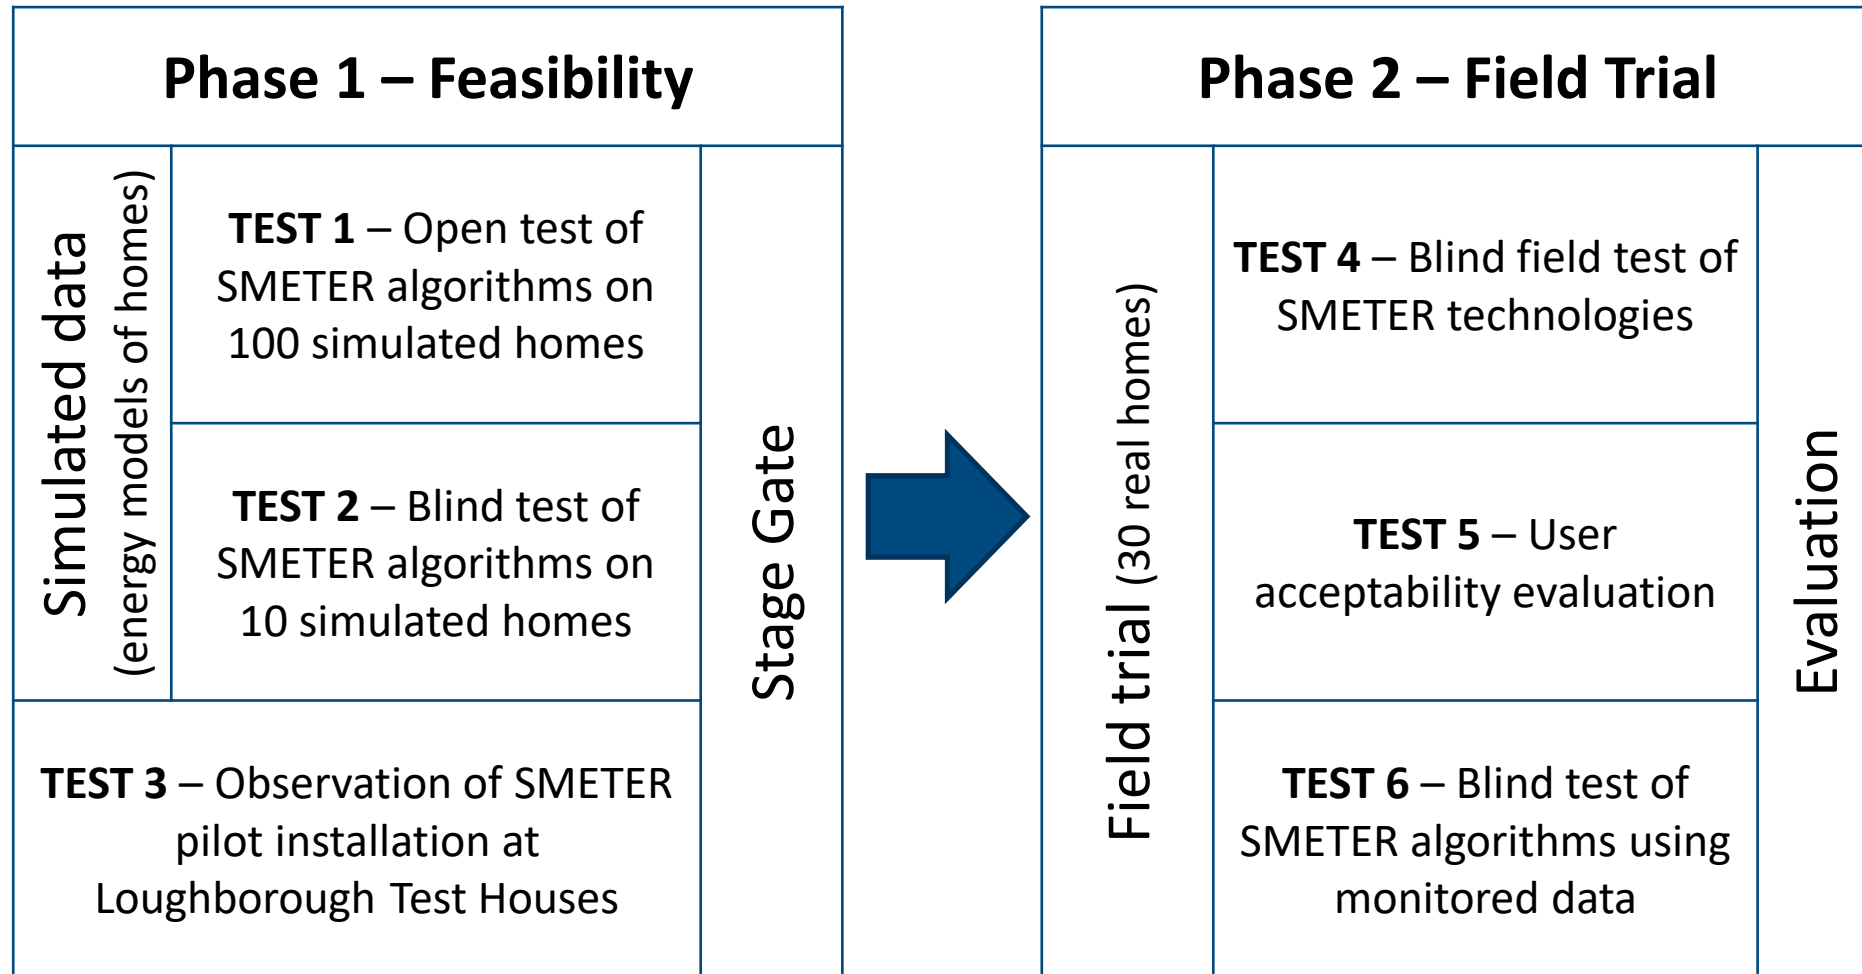 Phase 1 – Feasibility
Simulated data
(energy models of homes)
TEST 1 – Open test of
SMETER algorithms on
100 simulated homes
TEST 2 – Blind test of
SMETER algorithms on
10 simulated homes
TEST 3 – Observation of SMETER
pilot installation at
Loughborough Test Houses
Stage Gate
Phase 2 – Field Trial
Field trial (30 real homes)
TEST 4 – Blind field test of
SMETER technologies
TEST 5 – User
acceptability evaluation
TEST 6 – Blind test of
SMETER algorithms using
monitored data
Evaluation